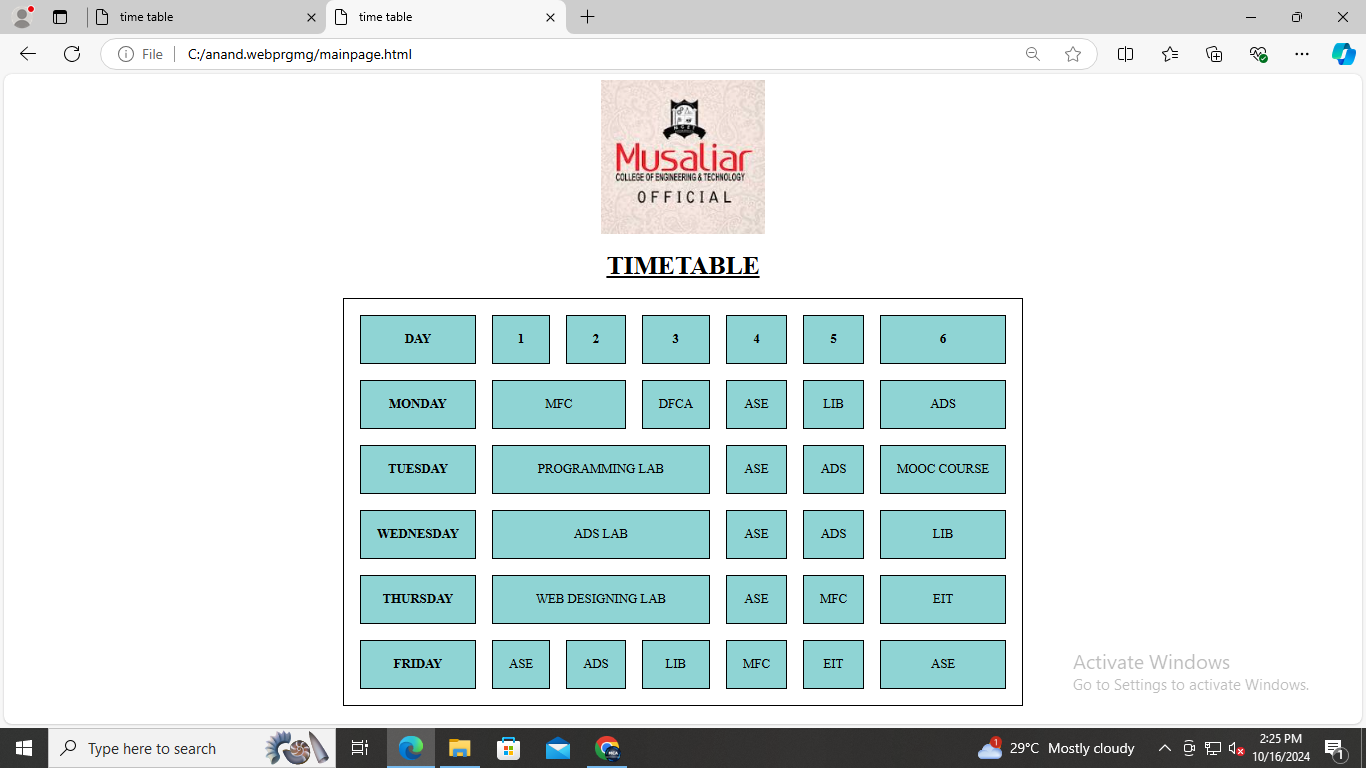 time table
time table
File
C:/anand.webprgmg/mainpage.html
Musaliar
COLLEGE OF ENGINEERING & TECHNOLOGY
OFFICIAL
TIMETABLE
DAY 1 2 3 4 5 6
MONDAY MFC DFCA ASE LIB ADS
TUESDAY PROGRAMMING LAB ASE ADS MOOC COURSE
WEDNESDAY ADS LAB ASE ADS LIB
THURSDAY WEB DESIGNING LAB ASE MFC EIT
FRIDAY ASE ADS LIB MFC EIT ASE
Activate Windows
Go to Settings to activate Windows.
Type here to search
1
29°C Mostly cloudy
2:25 PM
10/16/2024
1